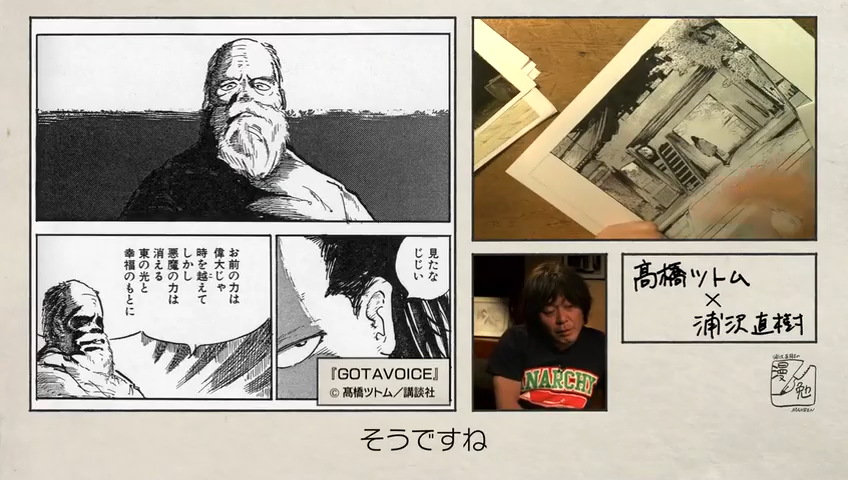 見たな
じじい
お前の力は
偉大じゃ
時を越えて
しかし
悪魔の力は
消える
東の光と
幸福のもとに
『GOTAVOICE』
© 髙橋ツトム／講談社
ANARCHY
髙橋ツトム
×
浦沢直樹
漫勉
MANBEN
そうですね